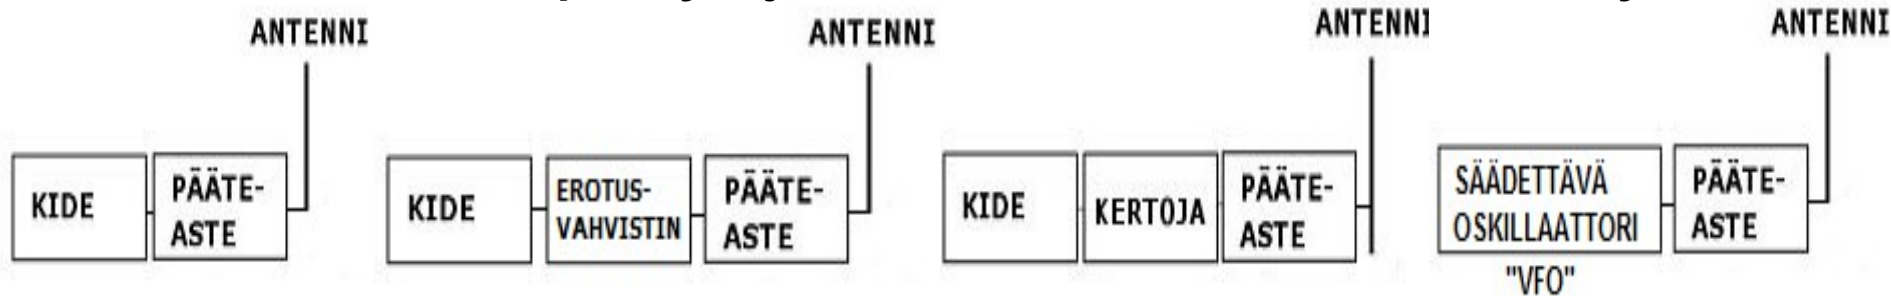 ANTENNI
KIDE
PÄÄTE-
ASTE
ANTENNI
KIDE
EROTUS-
VAHVISTIN
PÄÄTE-
ASTE
ANTENNI
KIDE
KERTOJA
PÄÄTE-
ASTE
ANTENNI
SÄÄDETTÄVÄ
OSKILLAATTORI
PÄÄTE-
ASTE
"VFO"